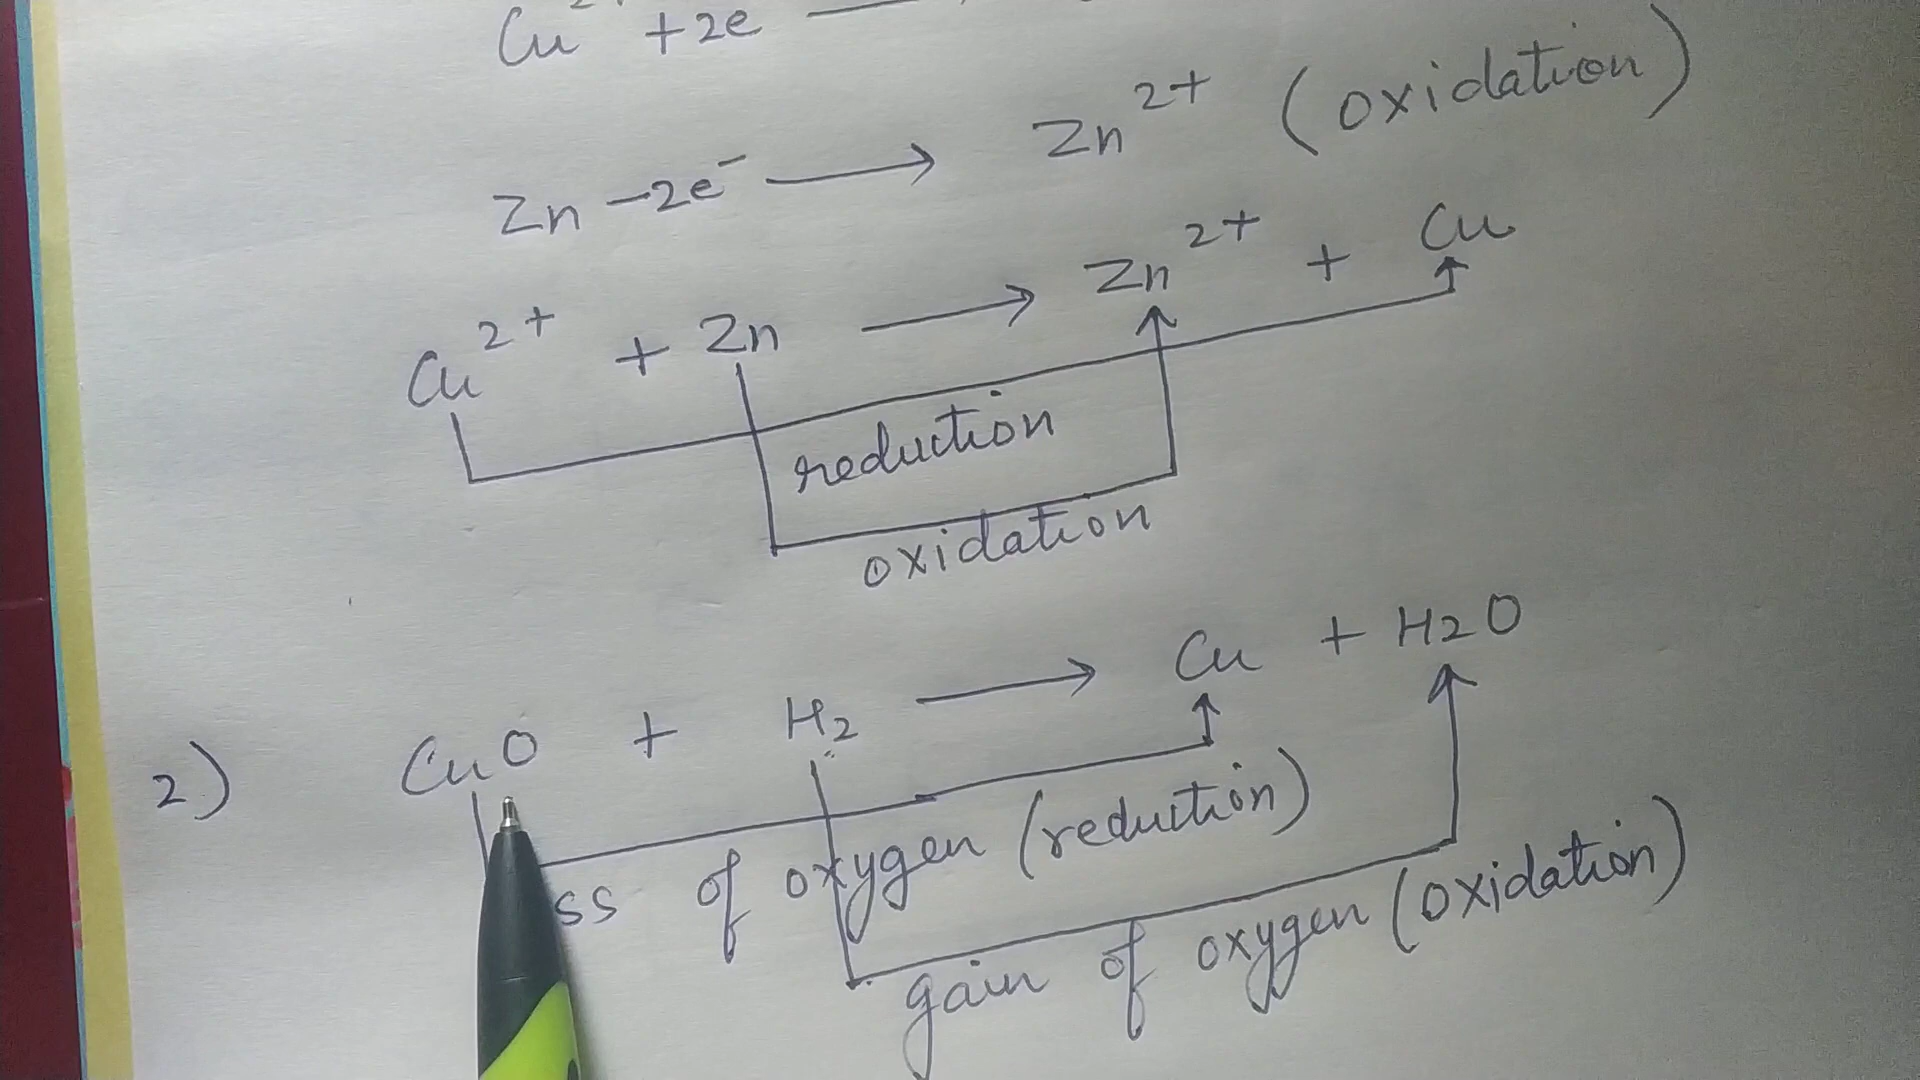 Cu + 2e
Zn - 2e⁻ → Zn²⁺ (oxidation)
Cu²⁺ + Zn → Zn²⁺ + Cu
reduction
oxidation
2) CuO + H2 → Cu + H2O
of oxygen (reduction)
gain of oxygen (oxidation)